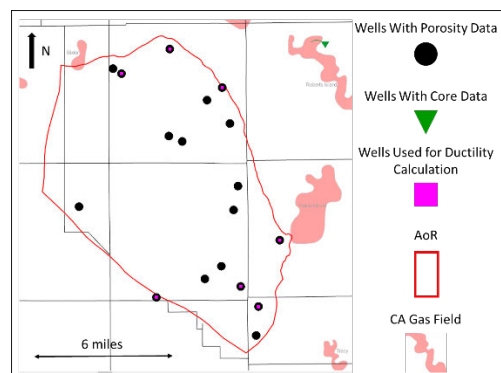 N
Wells With Porosity Data
Wells With Core Data
Wells Used for Ductility
Calculation
AoR
CA Gas Field
6 miles